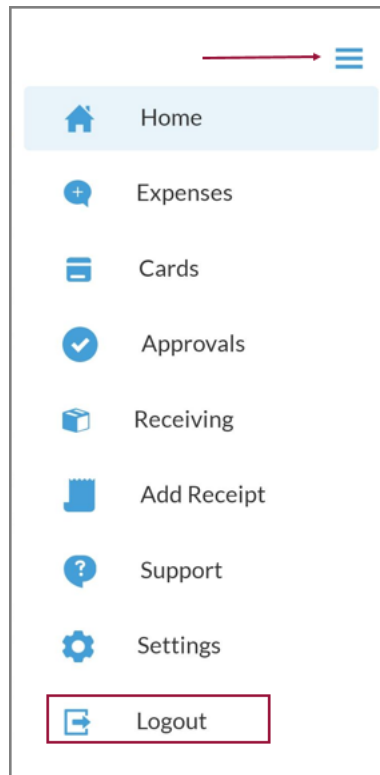 Home
Expenses
Cards
Approvals
Receiving
Add Receipt
Support
Settings
Logout